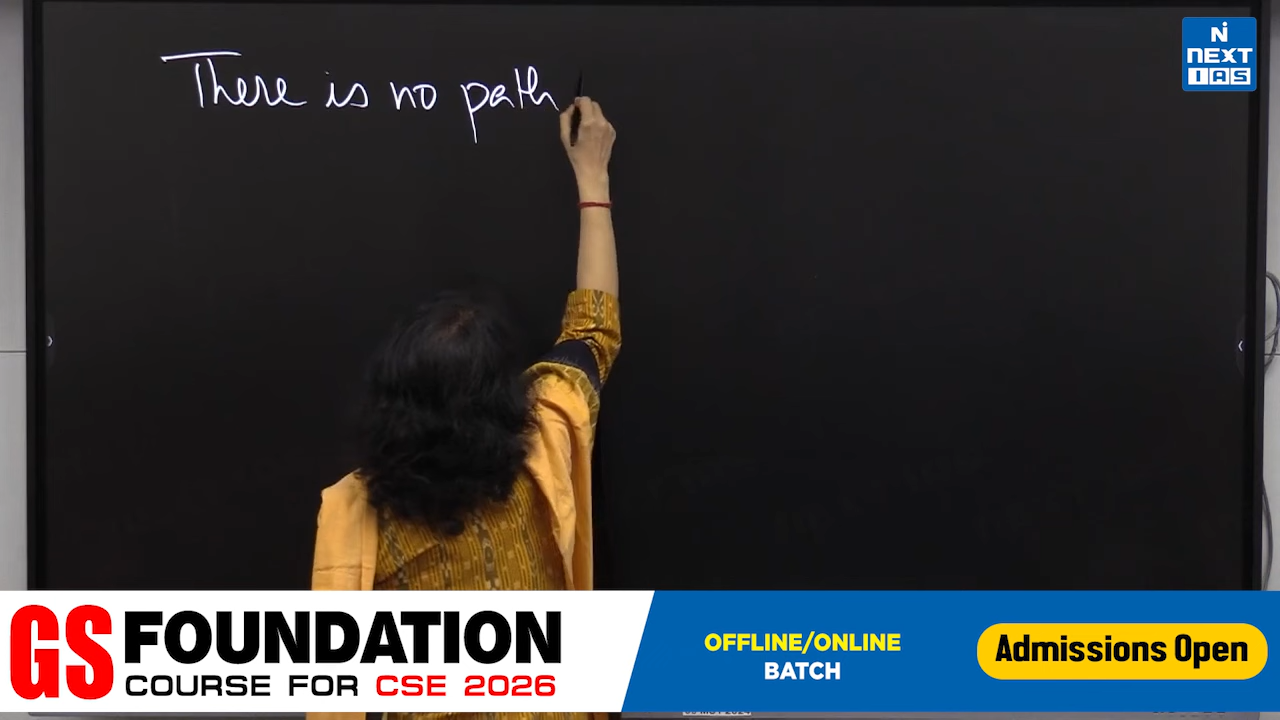 There is no path
NEXT
IAS
GS FOUNDATION
COURSE FOR CSE 2026
OFFLINE/ONLINE
BATCH
Admissions Open